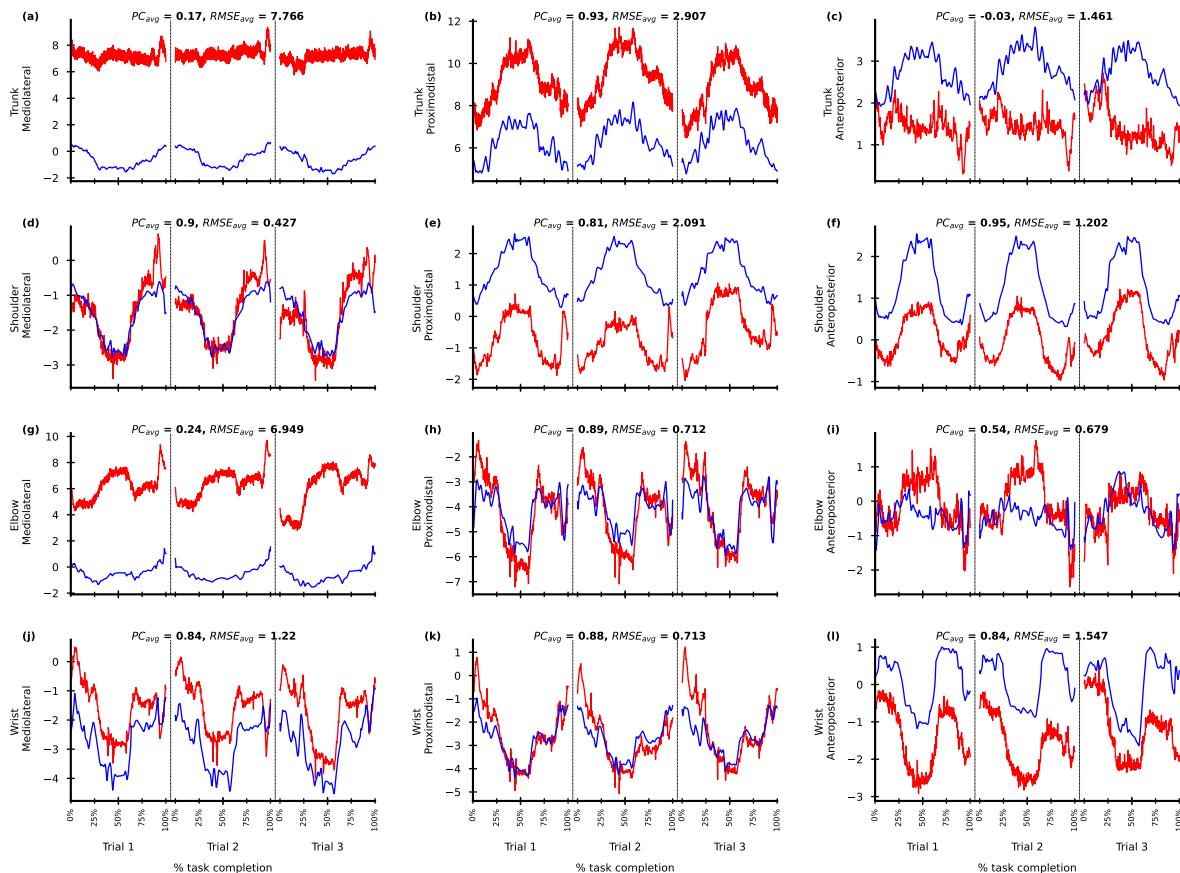 (a) PC_avg = 0.17, RMSE_avg = 7.766
8
6
4
2
0
−2
Trunk
Mediolateral
(b) PC_avg = 0.93, RMSE_avg = 2.907
12
10
8
6
Trunk
Proximodistal
(c) PC_avg = -0.03, RMSE_avg = 1.461
3
2
1
Trunk
Anteroposterior
(d) PC_avg = 0.9, RMSE_avg = 0.427
0
−1
−2
−3
Shoulder
Mediolateral
(e) PC_avg = 0.81, RMSE_avg = 2.091
2
1
0
−1
−2
Shoulder
Proximodistal
(f) PC_avg = 0.95, RMSE_avg = 1.202
2
1
0
−1
Shoulder
Anteroposterior
(g) PC_avg = 0.24, RMSE_avg = 6.949
10
8
6
4
2
0
−2
Elbow
Mediolateral
(h) PC_avg = 0.89, RMSE_avg = 0.712
−2
−3
−4
−5
−6
−7
Elbow
Proximodistal
(i) PC_avg = 0.54, RMSE_avg = 0.679
1
0
−1
−2
Elbow
Anteroposterior
(j) PC_avg = 0.84, RMSE_avg = 1.22
0
−1
−2
−3
−4
Wrist
Mediolateral
0% 25% 50% 75% 100% 25% 50% 75% 100% 25% 50% 75% 100%
Trial 1 Trial 2 Trial 3
% task completion
(k) PC_avg = 0.88, RMSE_avg = 0.713
1
0
−1
−2
−3
−4
−5
Wrist
Proximodistal
0% 25% 50% 75% 100% 25% 50% 75% 100% 25% 50% 75% 100%
Trial 1 Trial 2 Trial 3
% task completion
(l) PC_avg = 0.84, RMSE_avg = 1.547
1
0
−1
−2
−3
Wrist
Anteroposterior
0% 25% 50% 75% 100% 25% 50% 75% 100% 25% 50% 75% 100%
Trial 1 Trial 2 Trial 3
% task completion